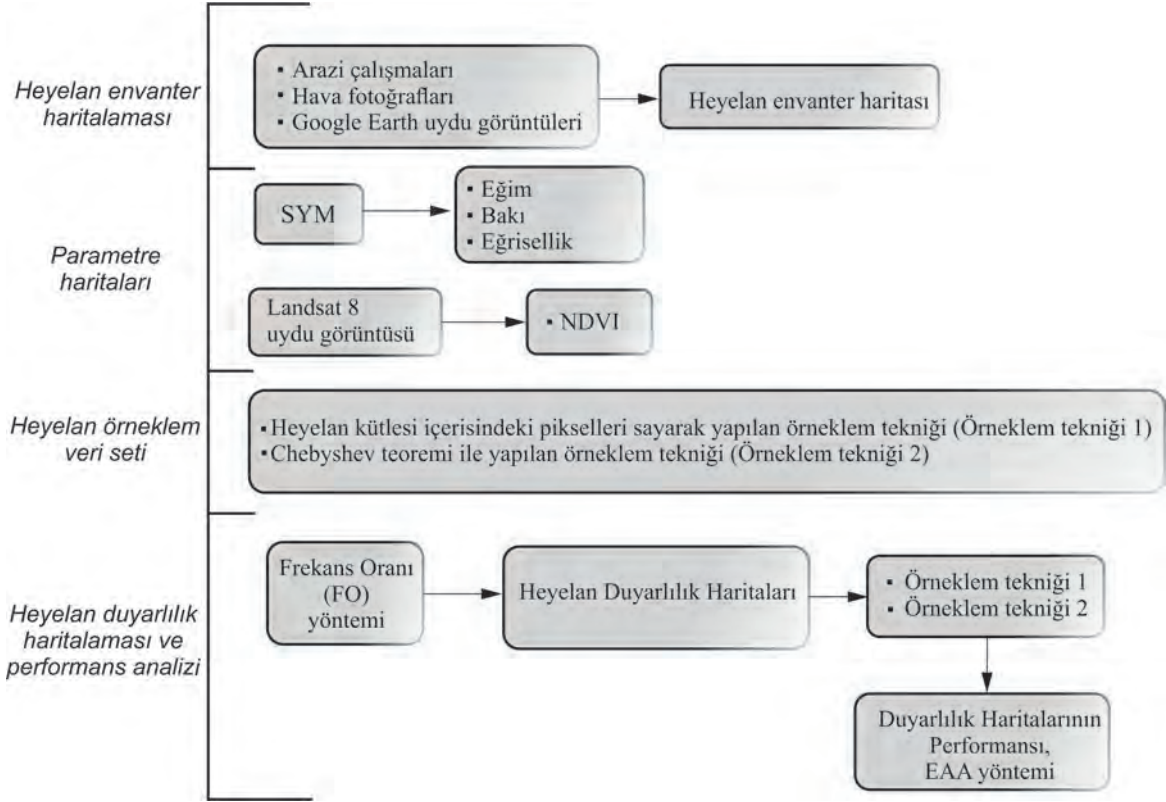 Heyelan envanter
haritalaması
▪ Arazi çalışmaları
▪ Hava fotoğrafları
▪ Google Earth uydu görüntüleri
Heyelan envanter haritası
Parametre
haritaları
SYM
▪ Eğim
▪ Bakı
▪ Eğrisellik
Landsat 8
uydu görüntüsü
▪ NDVI
Heyelan örneklem
veri seti
▪Heyelan kütlesi içerisindeki pikselleri sayarak yapılan örneklem tekniği (Örneklem tekniği 1)
▪Chebyshev teoremi ile yapılan örneklem tekniği (Örneklem tekniği 2)
Heyelan duyarlılık
haritalaması ve
performans analizi
Frekans Oranı
(FO)
yöntemi
Heyelan Duyarlılık Haritaları
▪ Örneklem tekniği 1
▪ Örneklem tekniği 2
Duyarlılık Haritalarının
Performansı,
EAA yöntemi